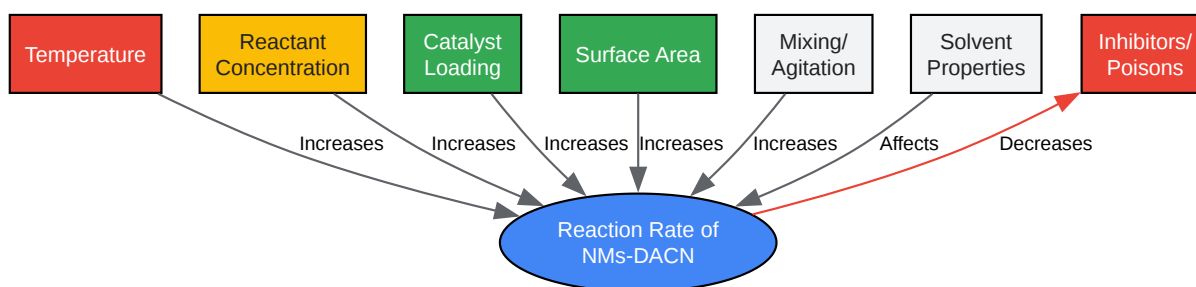 Temperature
Reactant
Concentration
Catalyst
Loading
Surface Area
Mixing/
Agitation
Solvent
Properties
Inhibitors/
Poisons
Increases
Increases
Increases
Increases
Increases
Affects
Decreases
Reaction Rate of
NMs-DACN